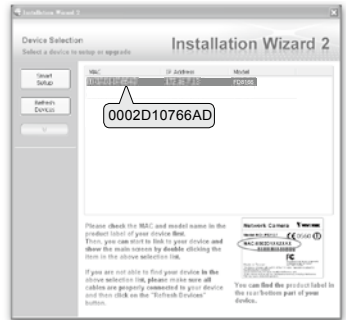 Installation Wizard 2
Device Selection
Select a device to setup or upgrade
Installation Wizard 2
Smart
Setup
Refresh
Devices
MAC IP Address Model
0002D10766AD
Please check the MAC and model name in the
product label of your device first.
Then, you can start to link to your device and
show the main screen by double clicking the
item in the above selection list.
If you are not able to find your device in the
above selection list, please make sure all
cables are properly connected to your device
and then click on the "Refresh Devices"
button.
Network Camera
You can find the product label in
the rear/bottom part of your
device.